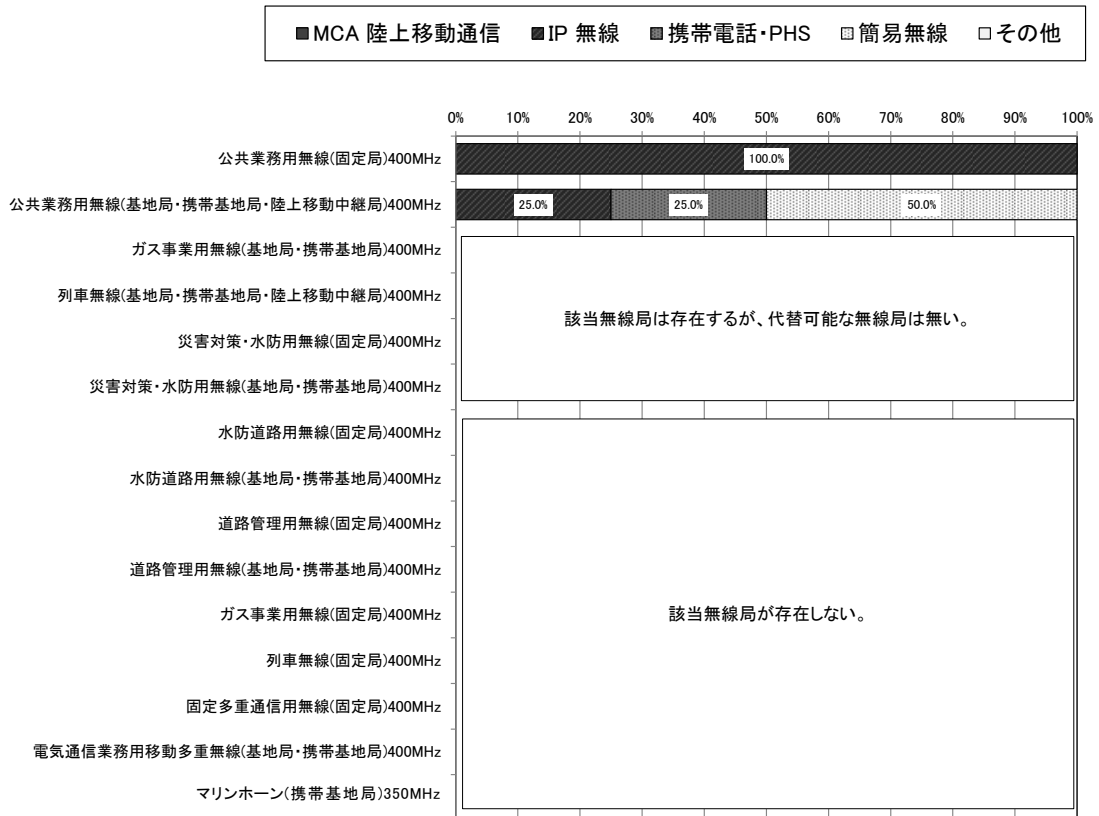 ■MCA 陸上移動通信 ■IP 無線 ■携帯電話・PHS □簡易無線 □その他
0% 10% 20% 30% 40% 50% 60% 70% 80% 90% 100%
公共業務用無線(固定局)400MHz 100.0%
公共業務用無線(基地局・携帯基地局・陸上移動中継局)400MHz 25.0% 25.0% 50.0%
ガス事業用無線(基地局・携帯基地局)400MHz
列車無線(基地局・携帯基地局・陸上移動中継局)400MHz
該当無線局は存在するが、代替可能な無線局は無い。
災害対策・水防用無線(固定局)400MHz
災害対策・水防用無線(基地局・携帯基地局)400MHz
水防道路用無線(固定局)400MHz
水防道路用無線(基地局・携帯基地局)400MHz
道路管理用無線(固定局)400MHz
道路管理用無線(基地局・携帯基地局)400MHz
ガス事業用無線(固定局)400MHz 該当無線局が存在しない。
列車無線(固定局)400MHz
固定多重通信用無線(固定局)400MHz
電気通信業務用移動多重無線(基地局・携帯基地局)400MHz
マリンホーン(携帯基地局)350MHz